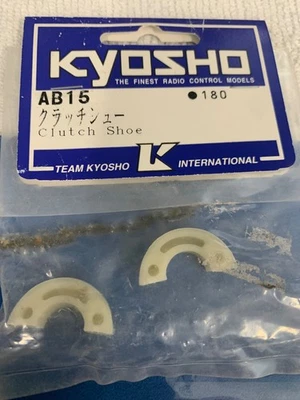 KYOSHO
THE FINEST RADIO CONTROL MODELS
AB15 ●180
クラッチシュー
Clutch Shoe
TEAM KYOSHO K INTERNATIONAL